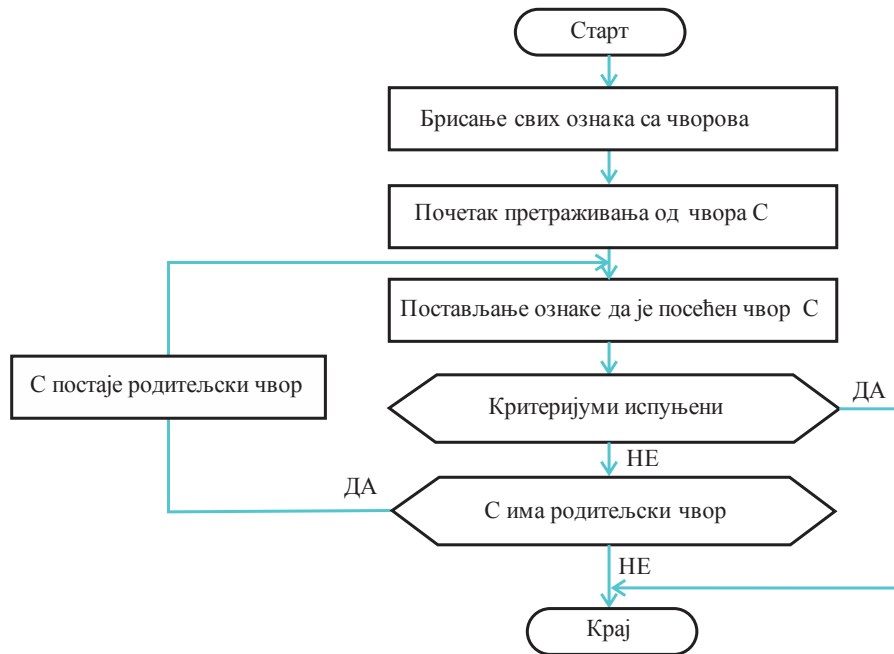 Старт
Брисање свих ознака са чворова
Почетак претраживања од чвора С
Постављање ознаке да је посећен чвор С
С постаје родитељски чвор
Критеријуми испуњени
ДА
НЕ
ДА
С има родитељски чвор
НЕ
Крај